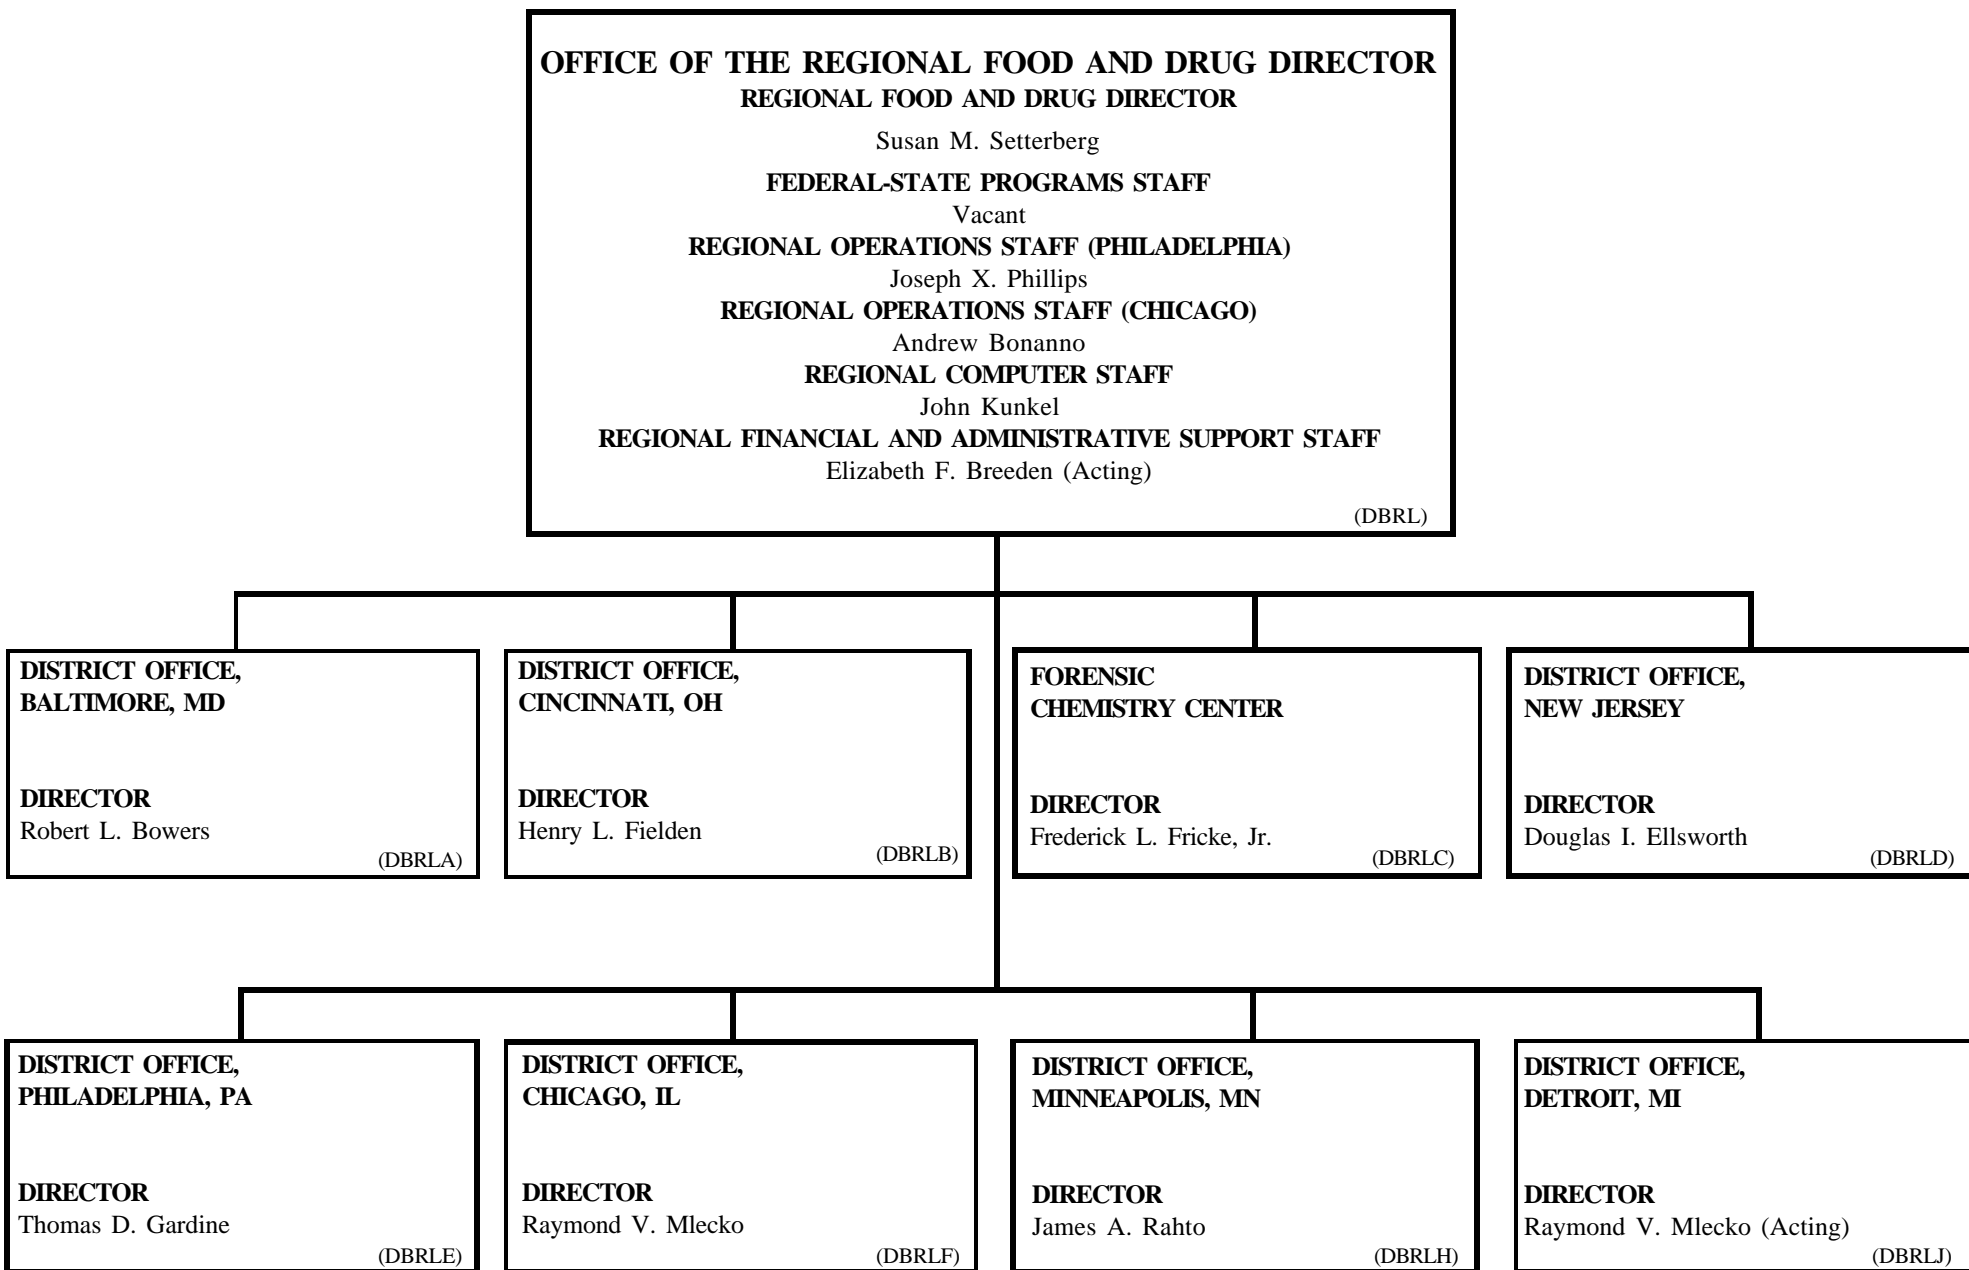 OFFICE OF THE REGIONAL FOOD AND DRUG DIRECTOR
REGIONAL FOOD AND DRUG DIRECTOR
Susan M. Setterberg
FEDERAL-STATE PROGRAMS STAFF
Vacant
REGIONAL OPERATIONS STAFF (PHILADELPHIA)
Joseph X. Phillips
REGIONAL OPERATIONS STAFF (CHICAGO)
Andrew Bonanno
REGIONAL COMPUTER STAFF
John Kunkel
REGIONAL FINANCIAL AND ADMINISTRATIVE SUPPORT STAFF
Elizabeth F. Breeden (Acting)
(DBRL)
DISTRICT OFFICE,
BALTIMORE, MD
DIRECTOR
Robert L. Bowers
(DBRLA)
DISTRICT OFFICE,
CINCINNATI, OH
DIRECTOR
Henry L. Fielden
(DBRLB)
FORENSIC
CHEMISTRY CENTER
DIRECTOR
Frederick L. Fricke, Jr.
(DBRLC)
DISTRICT OFFICE,
NEW JERSEY
DIRECTOR
Douglas I. Ellsworth
(DBRLD)
DISTRICT OFFICE,
PHILADELPHIA, PA
DIRECTOR
Thomas D. Gardine
(DBRLE)
DISTRICT OFFICE,
CHICAGO, IL
DIRECTOR
Raymond V. Mlecko
(DBRLF)
DISTRICT OFFICE,
MINNEAPOLIS, MN
DIRECTOR
James A. Rahto
(DBRLH)
DISTRICT OFFICE,
DETROIT, MI
DIRECTOR
Raymond V. Mlecko (Acting)
(DBRLJ)